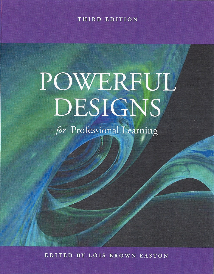 THIRD EDITION
POWERFUL
DESIGNS
for Professional Learning
EDITED BY LOIS BROWN EASTON